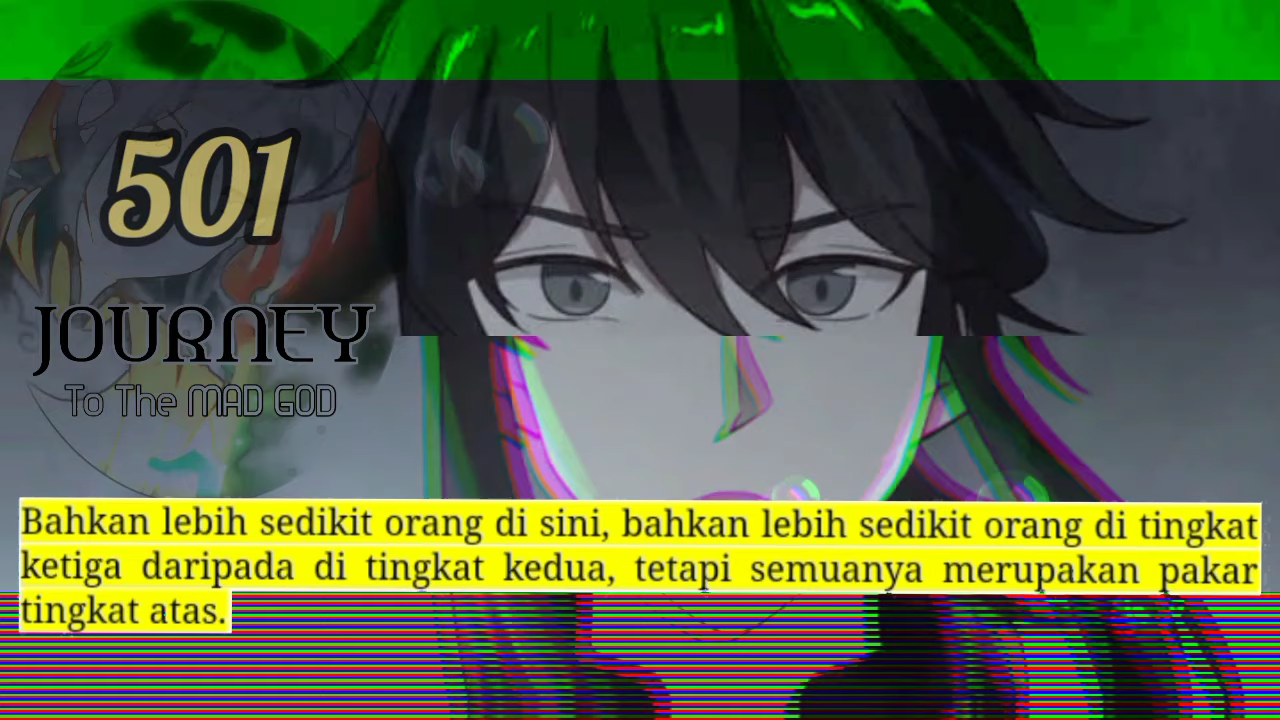 501
JOURNEY
To The MAD GOD
Bahkan lebih sedikit orang di sini, bahkan lebih sedikit orang di tingkat
ketiga daripada di tingkat kedua, tetapi semuanya merupakan pakar
tingkat atas.